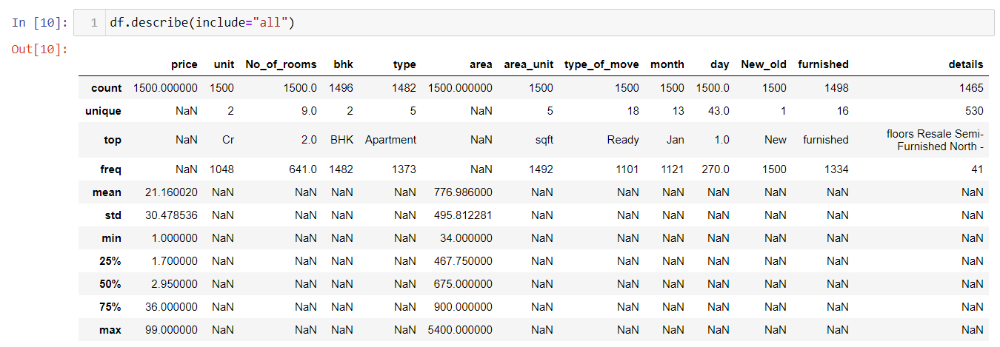 In [10]: 1 df.describe(include="all")
Out[10]:
price unit No_of_rooms bhk type area area_unit type_of_move month day New_old furnished details
count 1500.000000 1500 1500.0 1496 1482 1500.000000 1500 1500 1500 1500.0 1500 1498 1465
unique NaN 2 9.0 2 5 NaN 5 18 13 43.0 1 16 530
top NaN Cr 2.0 BHK Apartment NaN sqft Ready Jan 1.0 New furnished floors Resale Semi-
Furnished North -
freq NaN 1048 641.0 1482 1373 NaN 1492 1101 1121 270.0 1500 1334 41
mean 21.160020 NaN NaN NaN NaN 776.986000 NaN NaN NaN NaN NaN NaN NaN
std 30.478536 NaN NaN NaN NaN 495.812281 NaN NaN NaN NaN NaN NaN NaN
min 1.000000 NaN NaN NaN NaN 34.000000 NaN NaN NaN NaN NaN NaN NaN
25% 1.700000 NaN NaN NaN NaN 467.750000 NaN NaN NaN NaN NaN NaN NaN
50% 2.950000 NaN NaN NaN NaN 675.000000 NaN NaN NaN NaN NaN NaN NaN
75% 36.000000 NaN NaN NaN NaN 900.000000 NaN NaN NaN NaN NaN NaN NaN
max 99.000000 NaN NaN NaN NaN 5400.000000 NaN NaN NaN NaN NaN NaN NaN